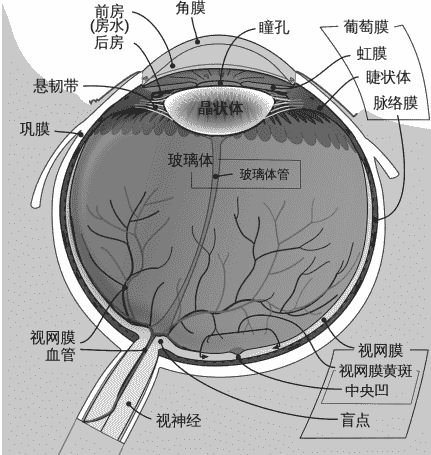 前房
(房水)
后房
角膜
瞳孔
葡萄膜
虹膜
睫状体
脉络膜
悬韧带
巩膜
晶状体
玻璃体
玻璃体管
视网膜
血管
视网膜
视网膜黄斑
中央凹
盲点
视神经